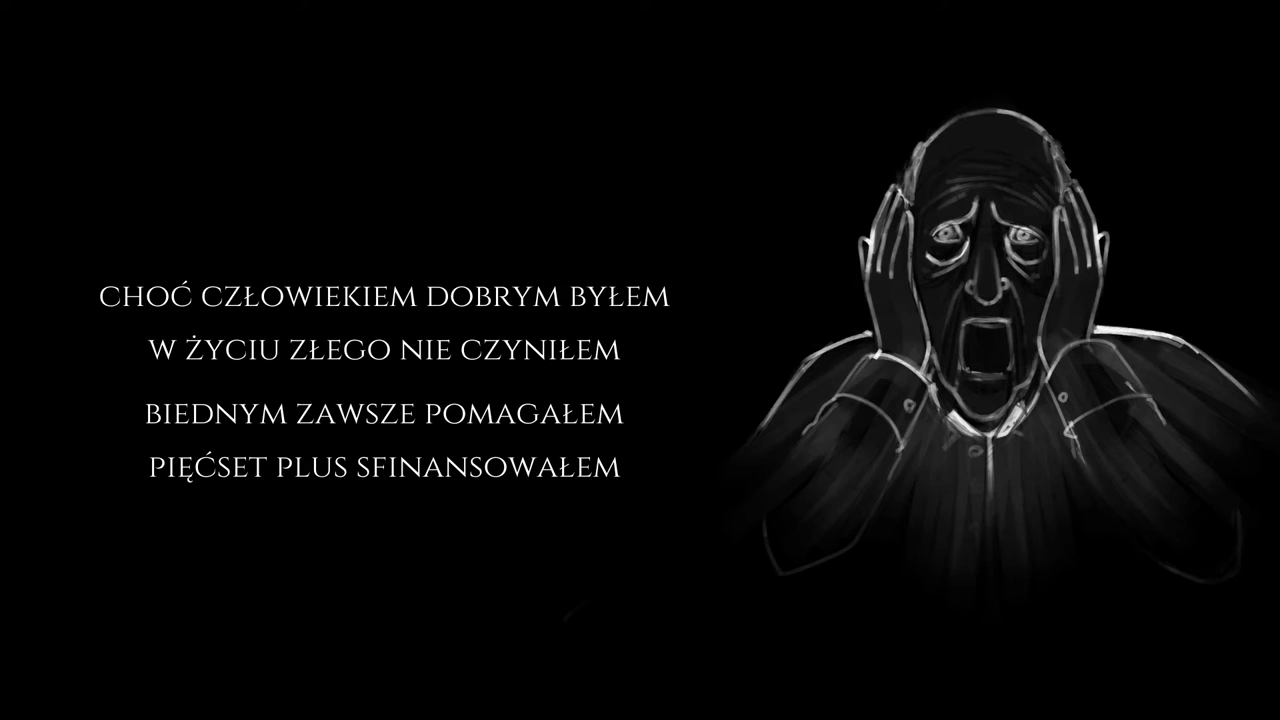 CHOĆ CZŁOWIEKIEM DOBRYM BYŁEM
W ŻYCIU ZŁEGO NIE CZYNIŁEM
BIEDNYM ZAWSZE POMAGAŁEM
PIĘĆSET PLUS SFINANSOWAŁEM